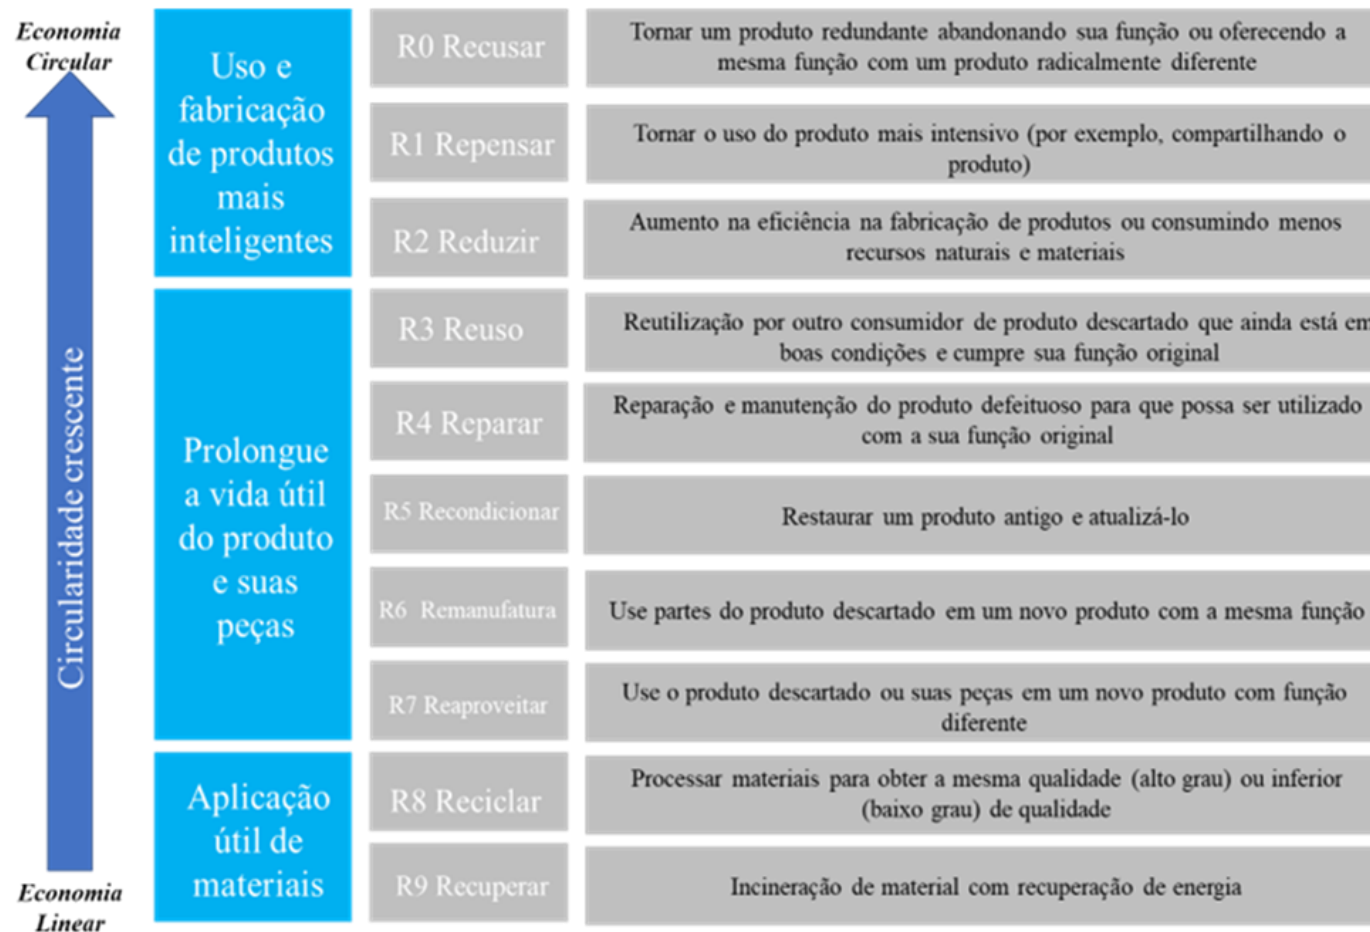 Economia
Circular
Circularidade crescente
Economia
Linear
Uso e
fabricação
de produtos
mais
inteligentes
R0 Recusar
Tornar um produto redundante abandonando sua função ou oferecendo a
mesma função com um produto radicalmente diferente
R1 Repensar
Tornar o uso do produto mais intensivo (por exemplo, compartilhando o
produto)
R2 Reduzir
Aumento na eficiência na fabricação de produtos ou consumindo menos
recursos naturais e materiais
Prolongue
a vida útil
do produto
e suas
peças
R3 Reuso
Reutilização por outro consumidor de produto descartado que ainda está em
boas condições e cumpre sua função original
R4 Reparar
Reparação e manutenção do produto defeituoso para que possa ser utilizado
com a sua função original
R5 Recondicionar
Restaurar um produto antigo e atualizá-lo
R6 Remanufatura
Use partes do produto descartado em um novo produto com a mesma função
R7 Reaproveitar
Use o produto descartado ou suas peças em um novo produto com função
diferente
Aplicação
útil de
materiais
R8 Reciclar
Processar materiais para obter a mesma qualidade (alto grau) ou inferior
(baixo grau) de qualidade
R9 Recuperar
Incineração de material com recuperação de energia